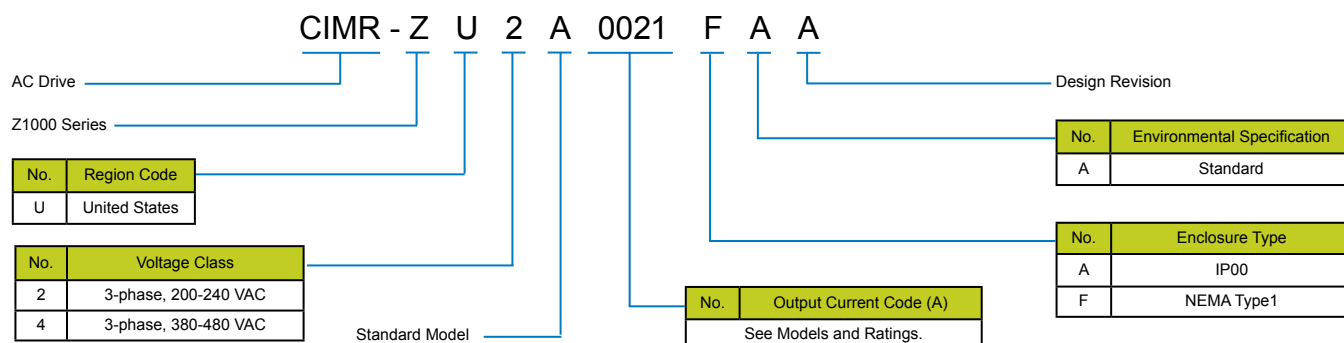 CIMR - Z U 2 A 0021 F A A
AC Drive
Design Revision
Z1000 Series
No. Environmental Specification
A Standard
No. Region Code
U United States
No. Enclosure Type
A IP00
F NEMA Type1
No. Voltage Class
2 3-phase, 200-240 VAC
4 3-phase, 380-480 VAC
No. Output Current Code (A)
See Models and Ratings.
Standard Model